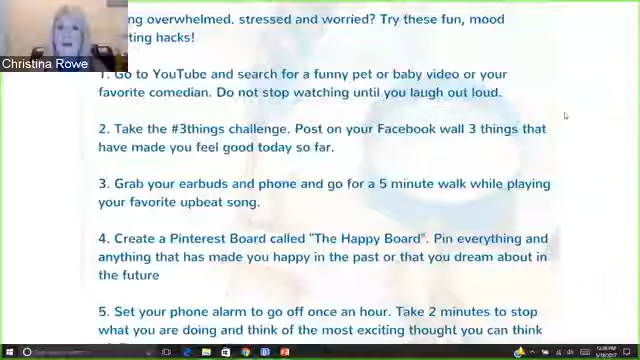 ng overwhelmed, stressed and worried? Try these fun, mood
ting hacks!
Christina Rowe
1. Go to YouTube and search for a funny pet or baby video or your
favorite comedian. Do not stop watching until you laugh out loud.
2. Take the #3things challenge. Post on your Facebook wall 3 things that
have made you feel good today so far.
3. Grab your earbuds and phone and go for a 5 minute walk while playing
your favorite upbeat song.
4. Create a Pinterest Board called "The Happy Board". Pin everything and
anything that has made you happy in the past or that you dream about in
the future
5. Set your phone alarm to go off once an hour. Take 2 minutes to stop
what you are doing and think of the most exciting thought you can think